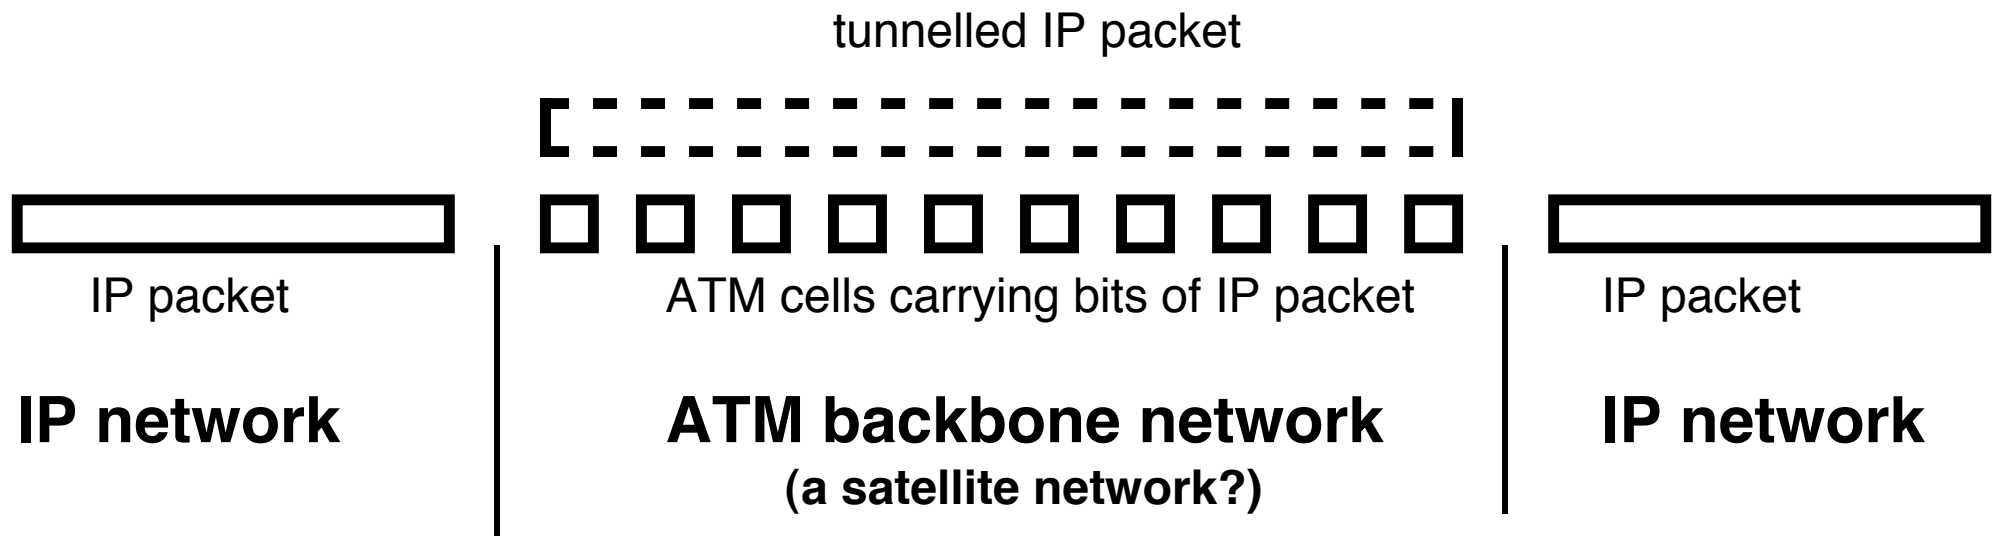 tunnelled IP packet
IP packet
ATM cells carrying bits of IP packet
IP packet
IP network
ATM backbone network
(a satellite network?)
IP network